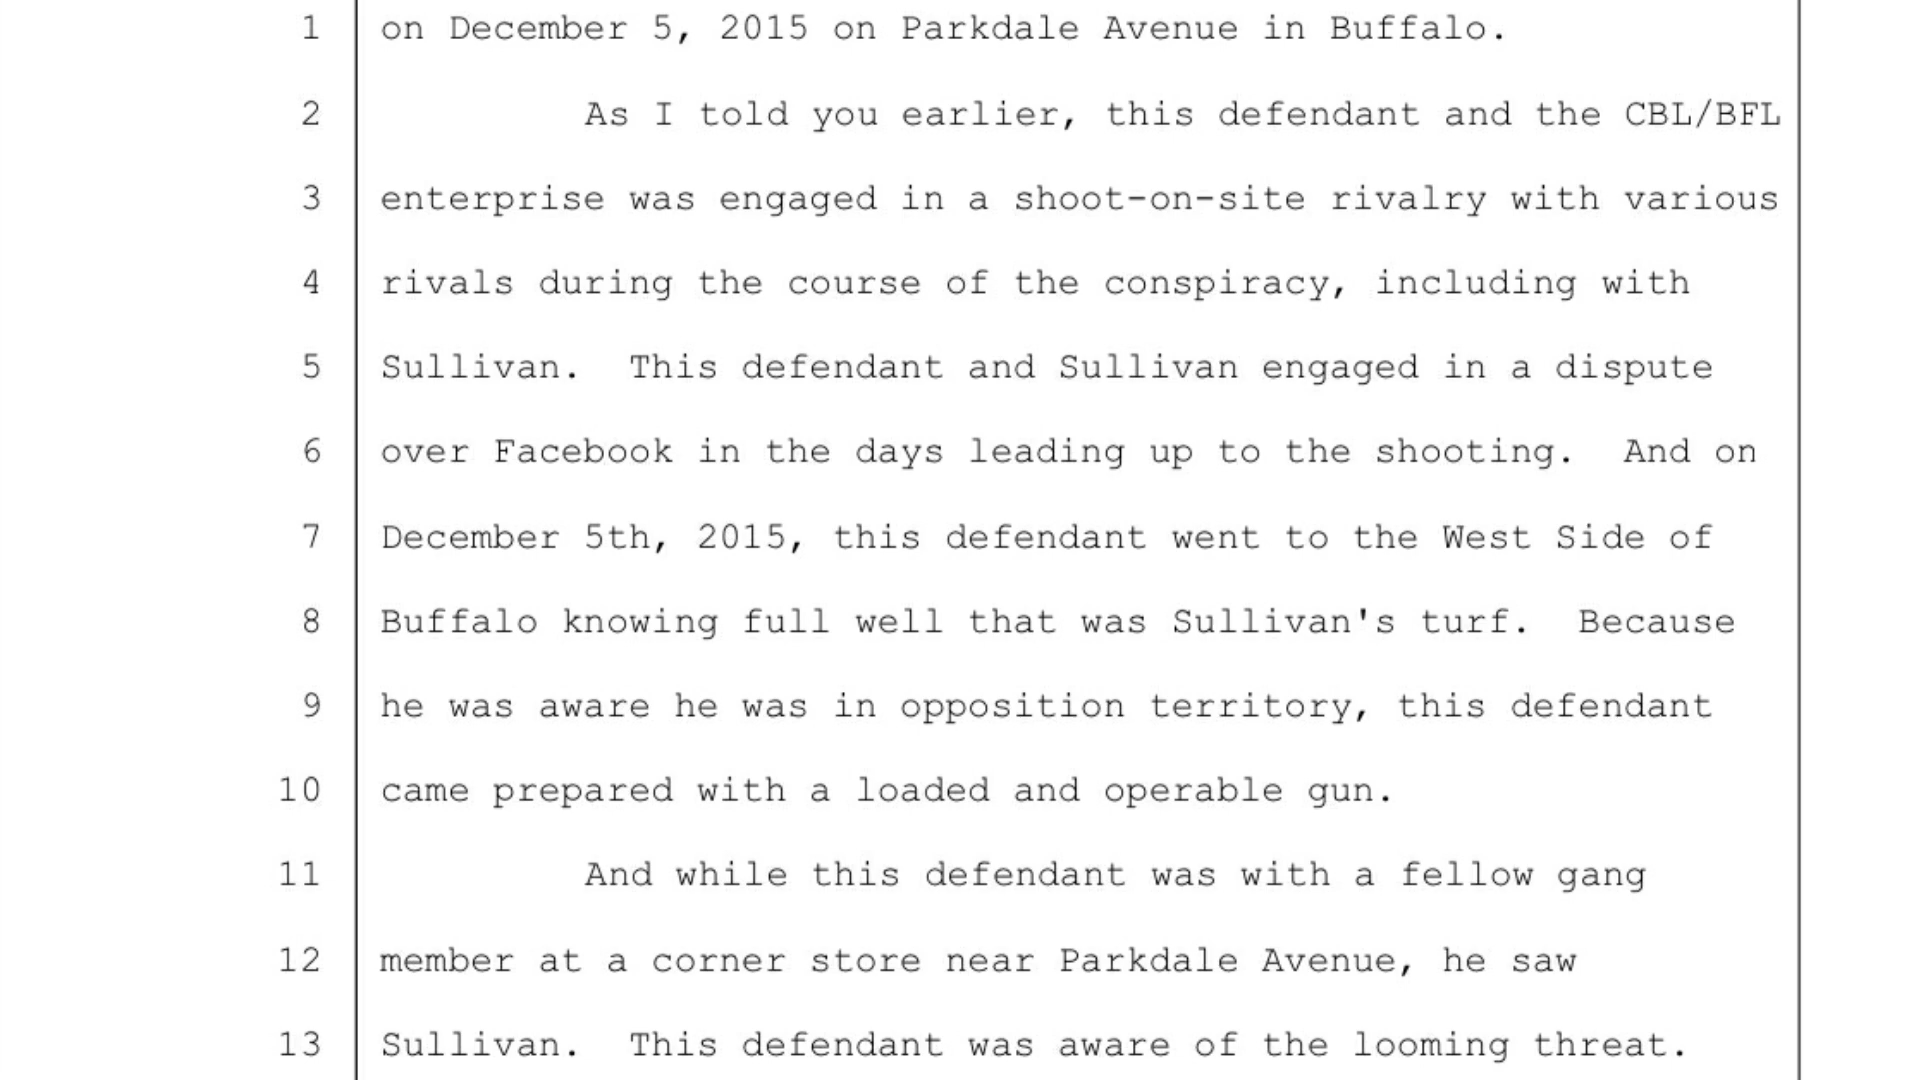 1 on December 5, 2015 on Parkdale Avenue in Buffalo.
2 As I told you earlier, this defendant and the CBL/BFL
3 enterprise was engaged in a shoot-on-site rivalry with various
4 rivals during the course of the conspiracy, including with
5 Sullivan.  This defendant and Sullivan engaged in a dispute
6 over Facebook in the days leading up to the shooting.  And on
7 December 5th, 2015, this defendant went to the West Side of
8 Buffalo knowing full well that was Sullivan's turf.  Because
9 he was aware he was in opposition territory, this defendant
10 came prepared with a loaded and operable gun.
11 And while this defendant was with a fellow gang
12 member at a corner store near Parkdale Avenue, he saw
13 Sullivan.  This defendant was aware of the looming threat.